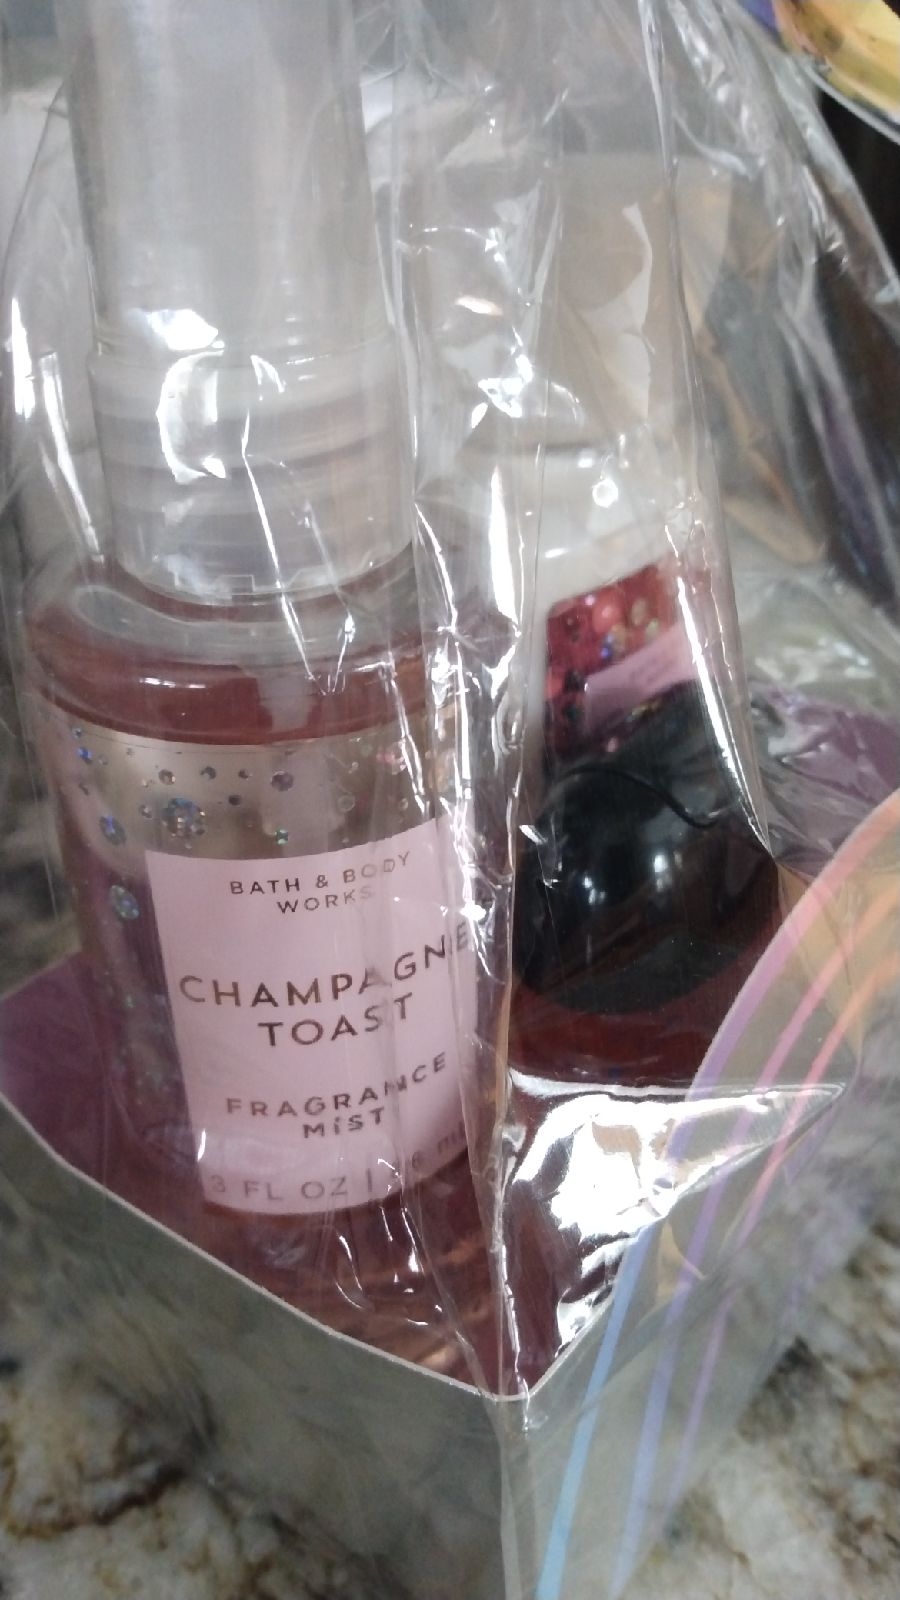 BATH & BODY
WORKS
CHAMPAGNE
TOAST
FRAGRANCE
MiST
3 FL OZ |